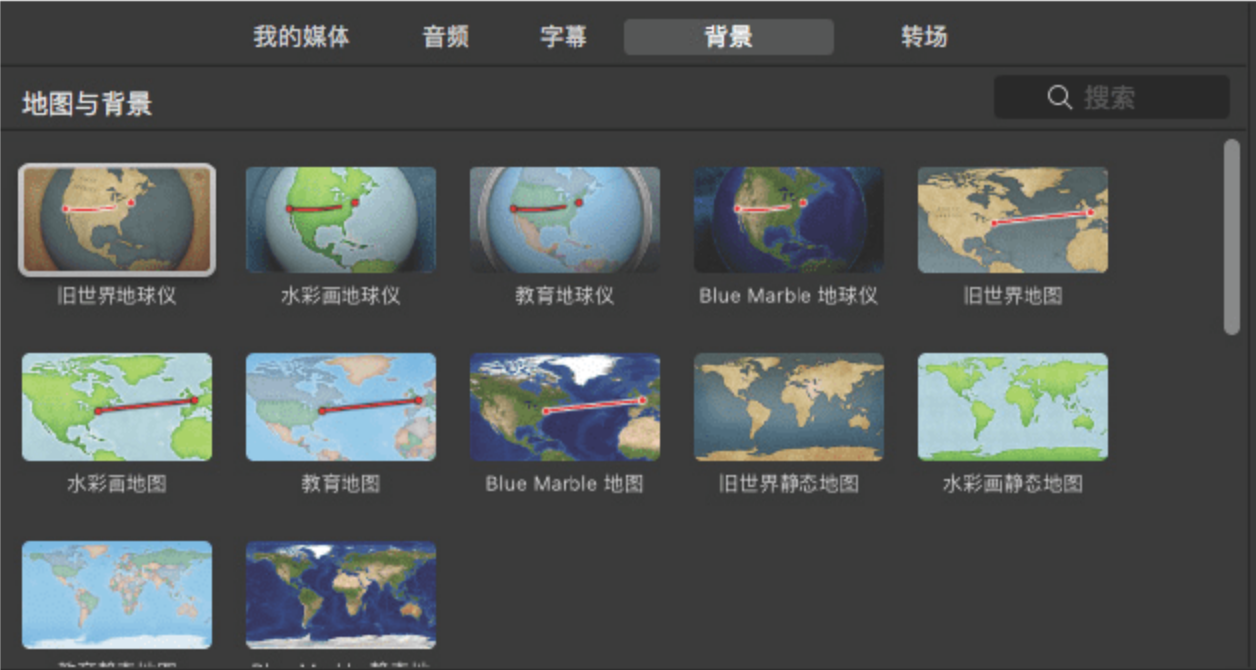 我的媒体 音频 字幕 背景 转场
地图与背景 搜索
旧世界地球仪 水彩画地球仪 教育地球仪 Blue Marble 地球仪 旧世界地图
水彩画地图 教育地图 Blue Marble 地图 旧世界静态地图 水彩画静态地图